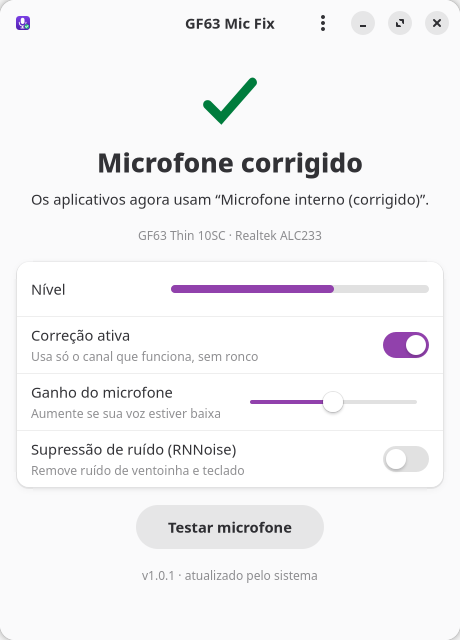 GF63 Mic Fix
Microfone corrigido
Os aplicativos agora usam “Microfone interno (corrigido)”.
GF63 Thin 10SC · Realtek ALC233
Nível
Correção ativa
Usa só o canal que funciona, sem ronco
Ganho do microfone
Aumente se sua voz estiver baixa
Supressão de ruído (RNNoise)
Remove ruído de ventoinha e teclado
Testar microfone
v1.0.1 · atualizado pelo sistema